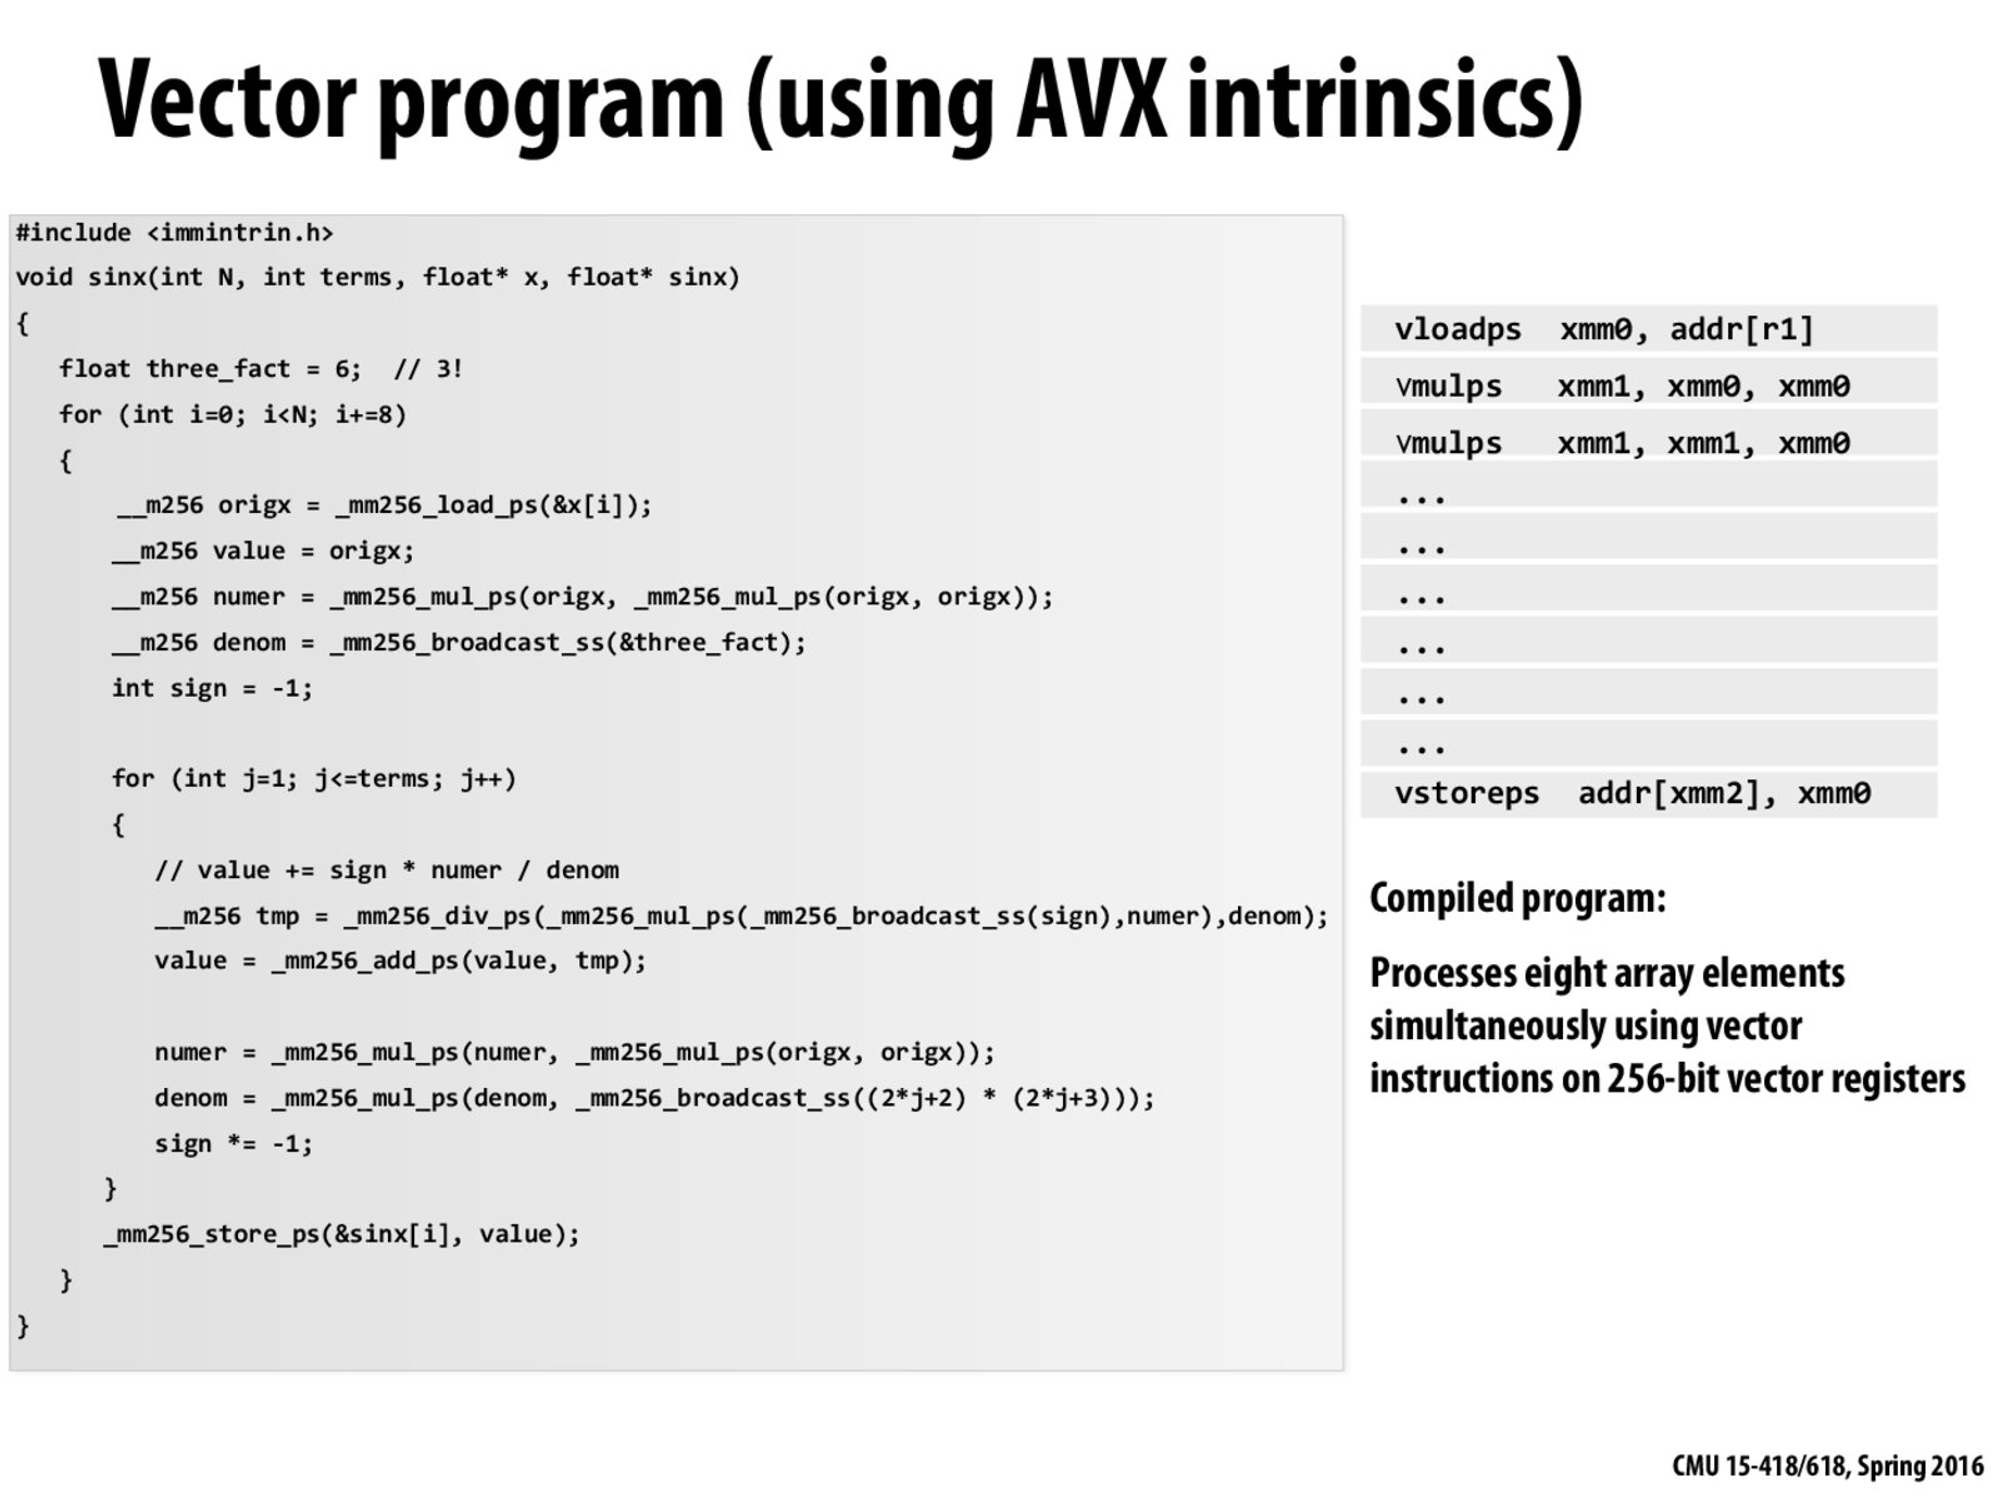 Vector program (using AVX intrinsics)
#include <immintrin.h>
void sinx(int N, int terms, float* x, float* sinx)
{
float three_fact = 6;  // 3!
for (int i=0; i<N; i+=8)
{
__m256 origx = _mm256_load_ps(&x[i]);
__m256 value = origx;
__m256 numer = _mm256_mul_ps(origx, _mm256_mul_ps(origx, origx));
__m256 denom = _mm256_broadcast_ss(&three_fact);
int sign = -1;
for (int j=1; j<=terms; j++)
{
// value += sign * numer / denom
__m256 tmp = _mm256_div_ps(_mm256_mul_ps(_mm256_broadcast_ss(sign),numer),denom);
value = _mm256_add_ps(value, tmp);
numer = _mm256_mul_ps(numer, _mm256_mul_ps(origx, origx));
denom = _mm256_mul_ps(denom, _mm256_broadcast_ss((2*j+2) * (2*j+3)));
sign *= -1;
}
_mm256_store_ps(&sinx[i], value);
}
}
vloadps  xmm0, addr[r1]
vmulps  xmm1, xmm0, xmm0
vmulps  xmm1, xmm1, xmm0
...
...
...
...
...
...
vstoreps  addr[xmm2], xmm0
Compiled program:
Processes eight array elements
simultaneously using vector
instructions on 256-bit vector registers
CMU 15-418/618, Spring 2016